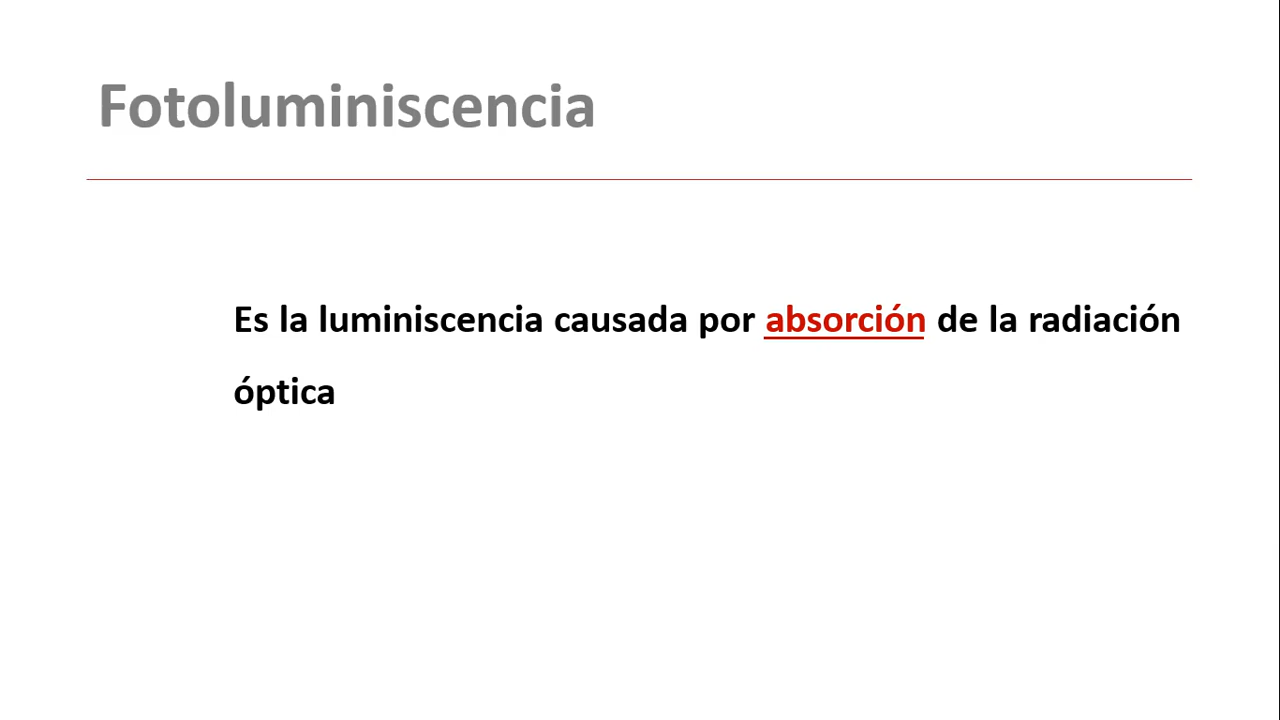 Fotoluminiscencia
Es la luminiscencia causada por absorción de la radiación
óptica